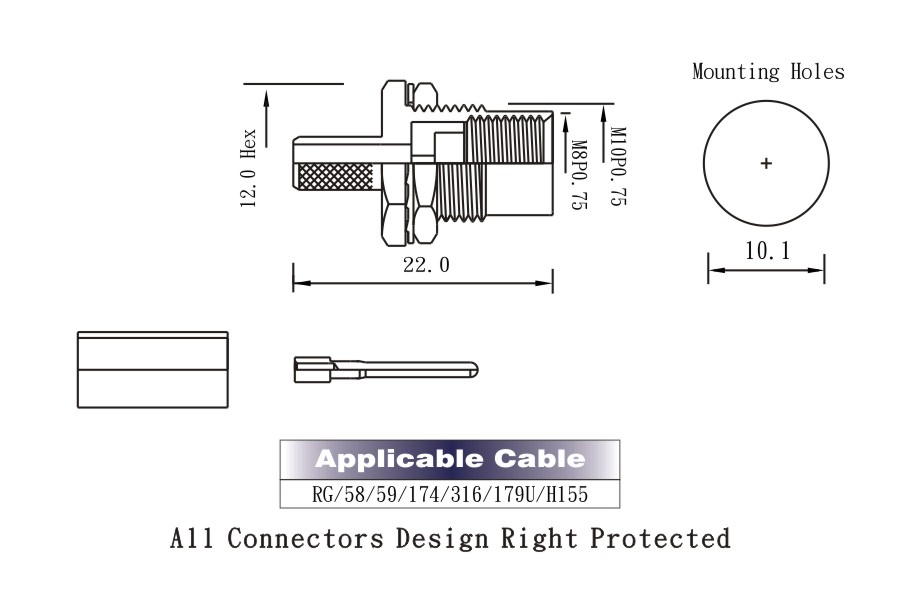 Mounting Holes
12.0 Hex
M8P0.75
M10P0.75
10.1
22.0
Applicable Cable
RG/58/59/174/316/179U/H155
All Connectors Design Right Protected